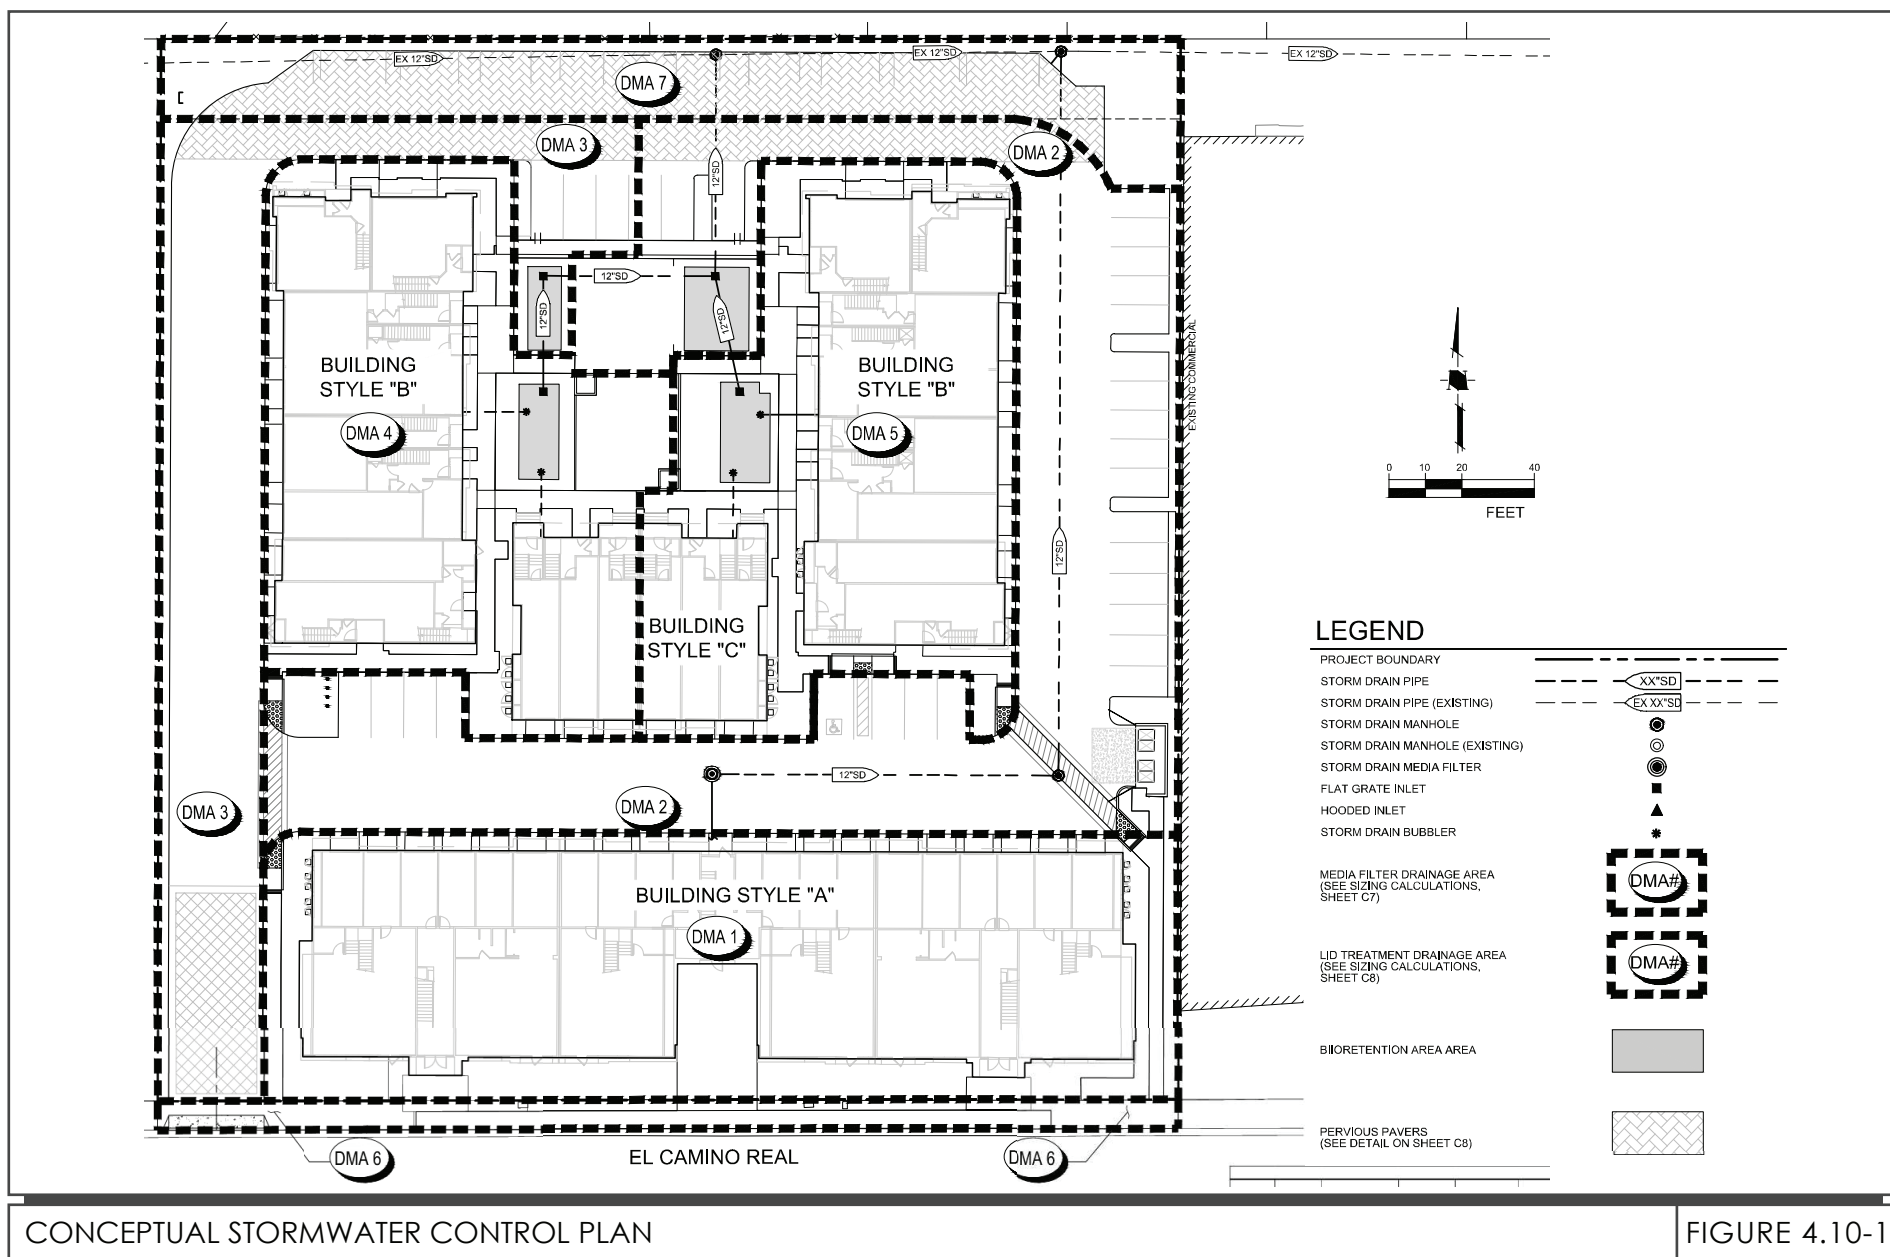 EX 12"SD
EX 12"SD
EX 12"SD
DMA 7
DMA 3
DMA 2
12"SD
12"SD
12"SD
12"SD
BUILDING
STYLE "B"
BUILDING
STYLE "B"
DMA 4
DMA 5
EXISTING COMMERCIAL
N
0 10 20 40
FEET
12"SD
BUILDING
STYLE "C"
12"SD
DMA 3
DMA 2
BUILDING STYLE "A"
DMA 1
DMA 6
EL CAMINO REAL
DMA 6
LEGEND
PROJECT BOUNDARY
STORM DRAIN PIPE
XX"SD
STORM DRAIN PIPE (EXISTING)
EX XX"SD
STORM DRAIN MANHOLE
STORM DRAIN MANHOLE (EXISTING)
STORM DRAIN MEDIA FILTER
FLAT GRATE INLET
HOODED INLET
STORM DRAIN BUBBLER
MEDIA FILTER DRAINAGE AREA
(SEE SIZING CALCULATIONS,
SHEET C7)
DMA#
LID TREATMENT DRAINAGE AREA
(SEE SIZING CALCULATIONS,
SHEET C8)
DMA#
BIORETENTION AREA AREA
PERVIOUS PAVERS
(SEE DETAIL ON SHEET C8)
CONCEPTUAL STORMWATER CONTROL PLAN
FIGURE 4.10-1